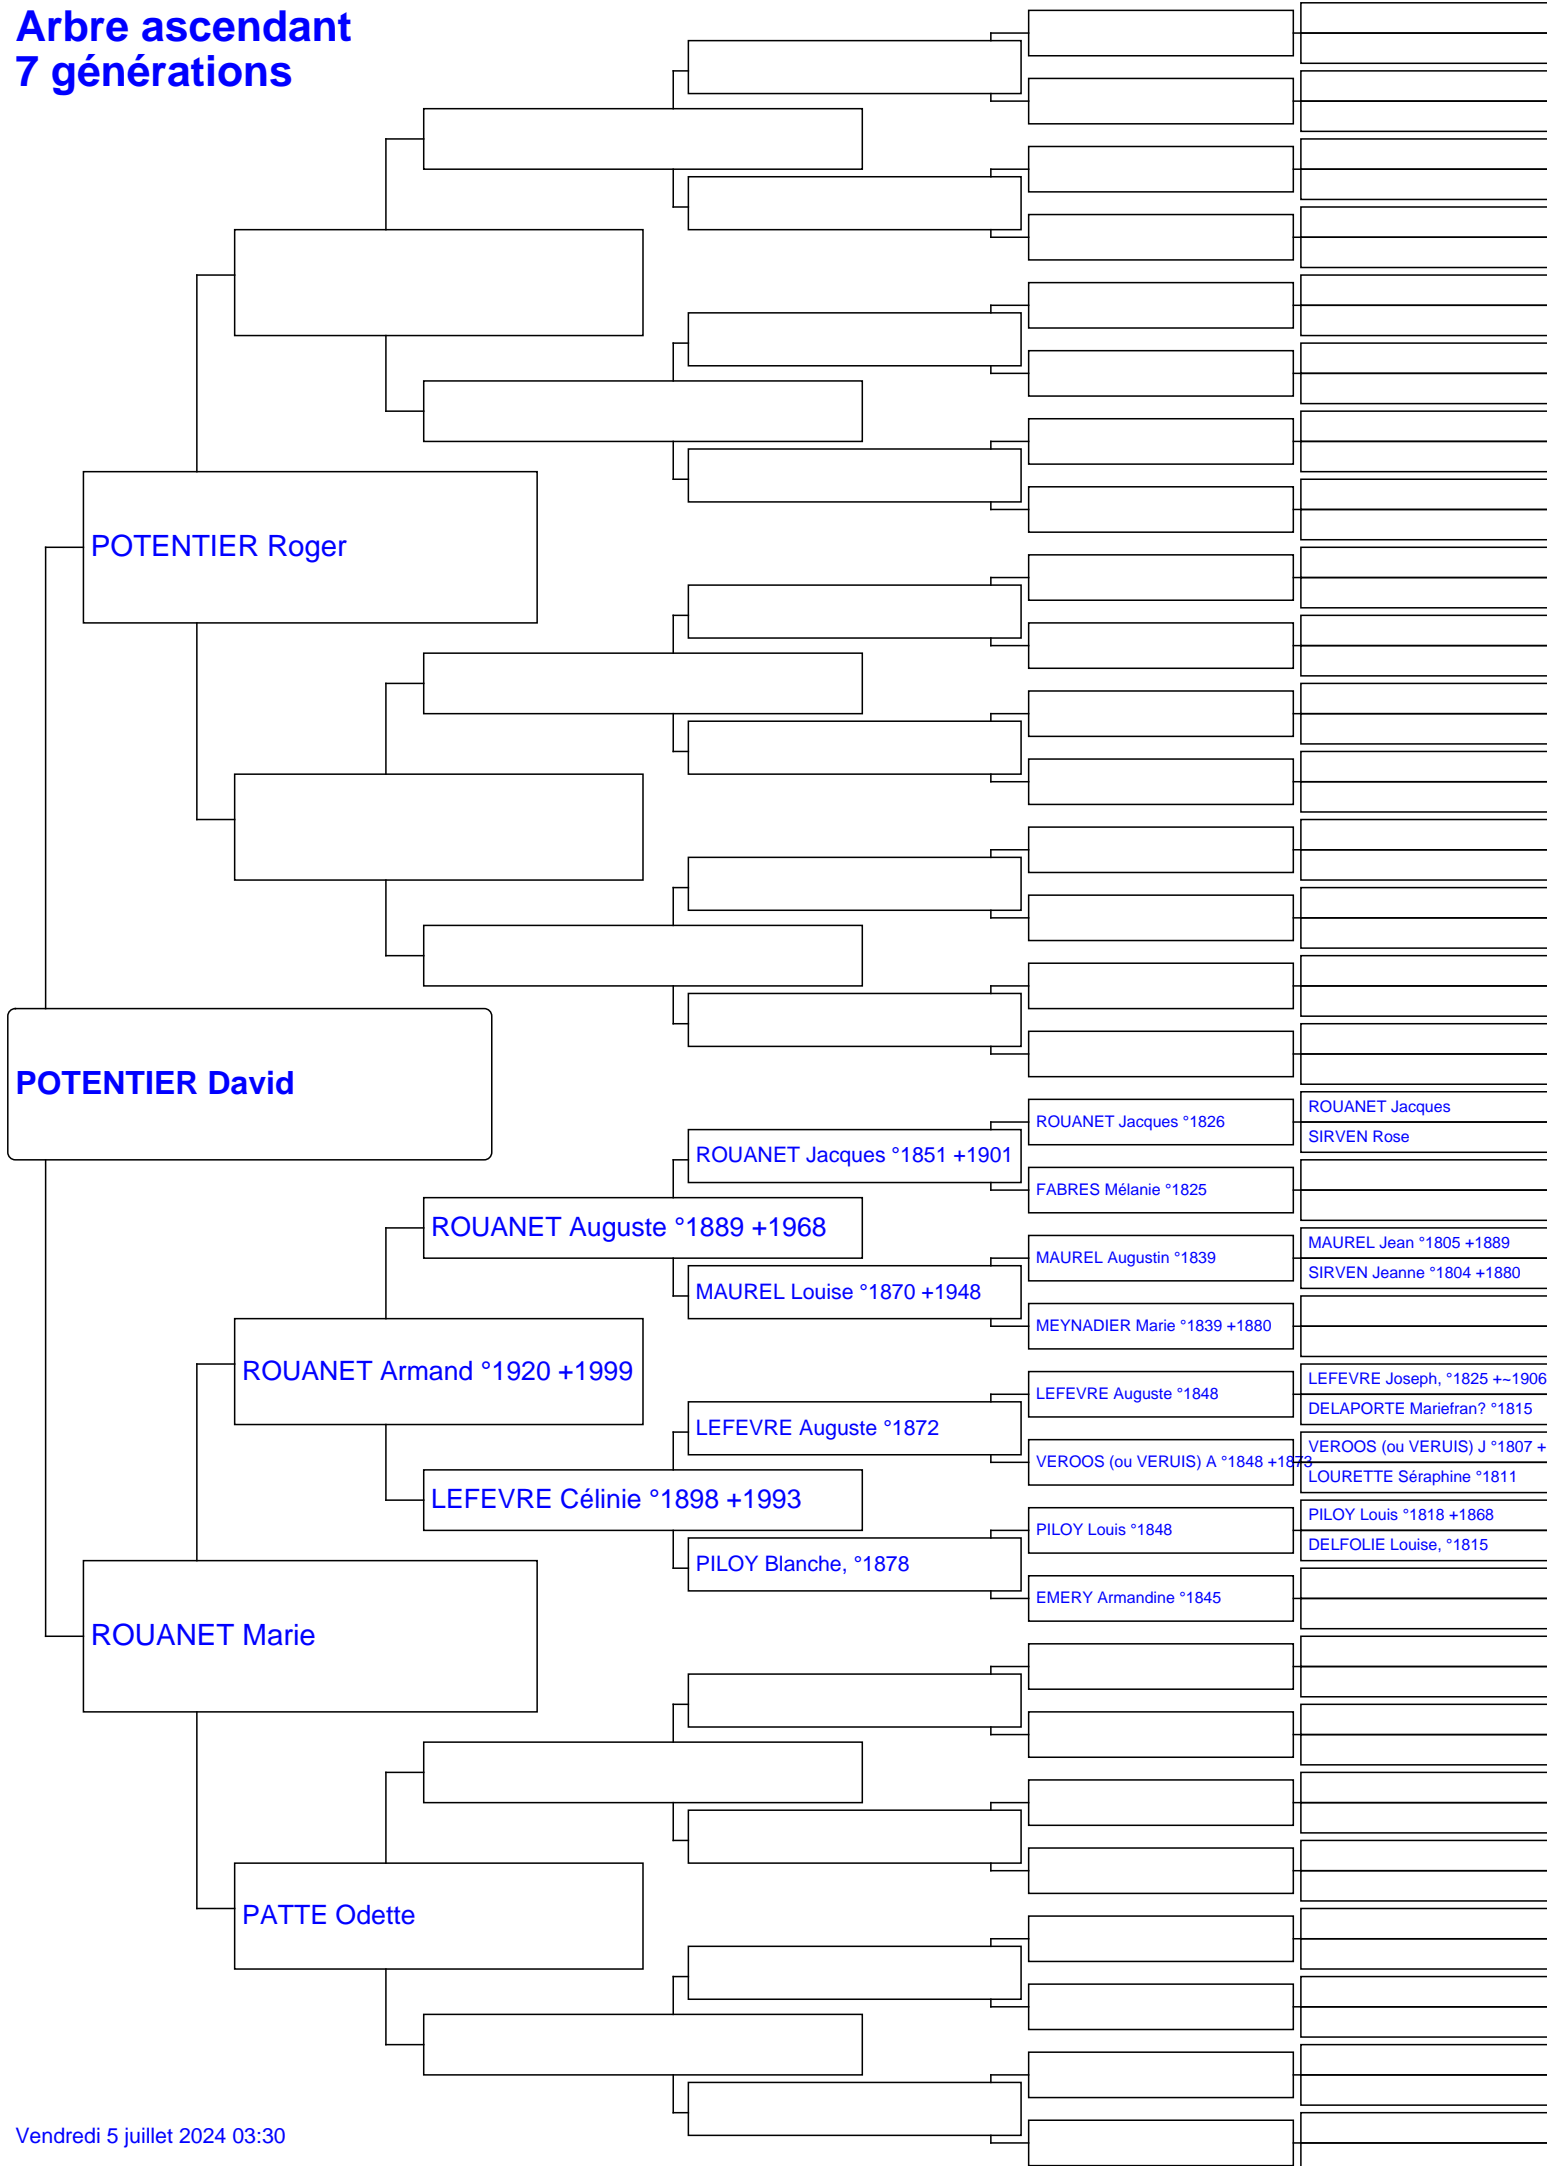 Arbre ascendant
7 générations
POTENTIER Roger
POTENTIER David
ROUANET Jacques °1826
ROUANET Jacques
SIRVEN Rose
ROUANET Jacques °1851 +1901
FABRES Mélanie °1825
ROUANET Auguste °1889 +1968
MAUREL Augustin °1839
MAUREL Jean °1805 +1889
SIRVEN Jeanne °1804 +1880
MAUREL Louise °1870 +1948
MEYNADIER Marie °1839 +1880
ROUANET Armand °1920 +1999
LEFEVRE Auguste °1848
LEFEVRE Joseph, °1825 +~1906
DELAPORTE Mariefran? °1815
LEFEVRE Auguste °1872
VEROOS (ou VERUIS) A °1848 +1873
VEROOS (ou VERUIS) J °1807 +
LOURETTE Séraphine °1811
LEFEVRE Célinie °1898 +1993
PILOY Louis °1848
PILOY Louis °1818 +1868
DELFOLIE Louise, °1815
PILOY Blanche, °1878
EMERY Armandine °1845
ROUANET Marie
PATTE Odette
Vendredi 5 juillet 2024 03:30